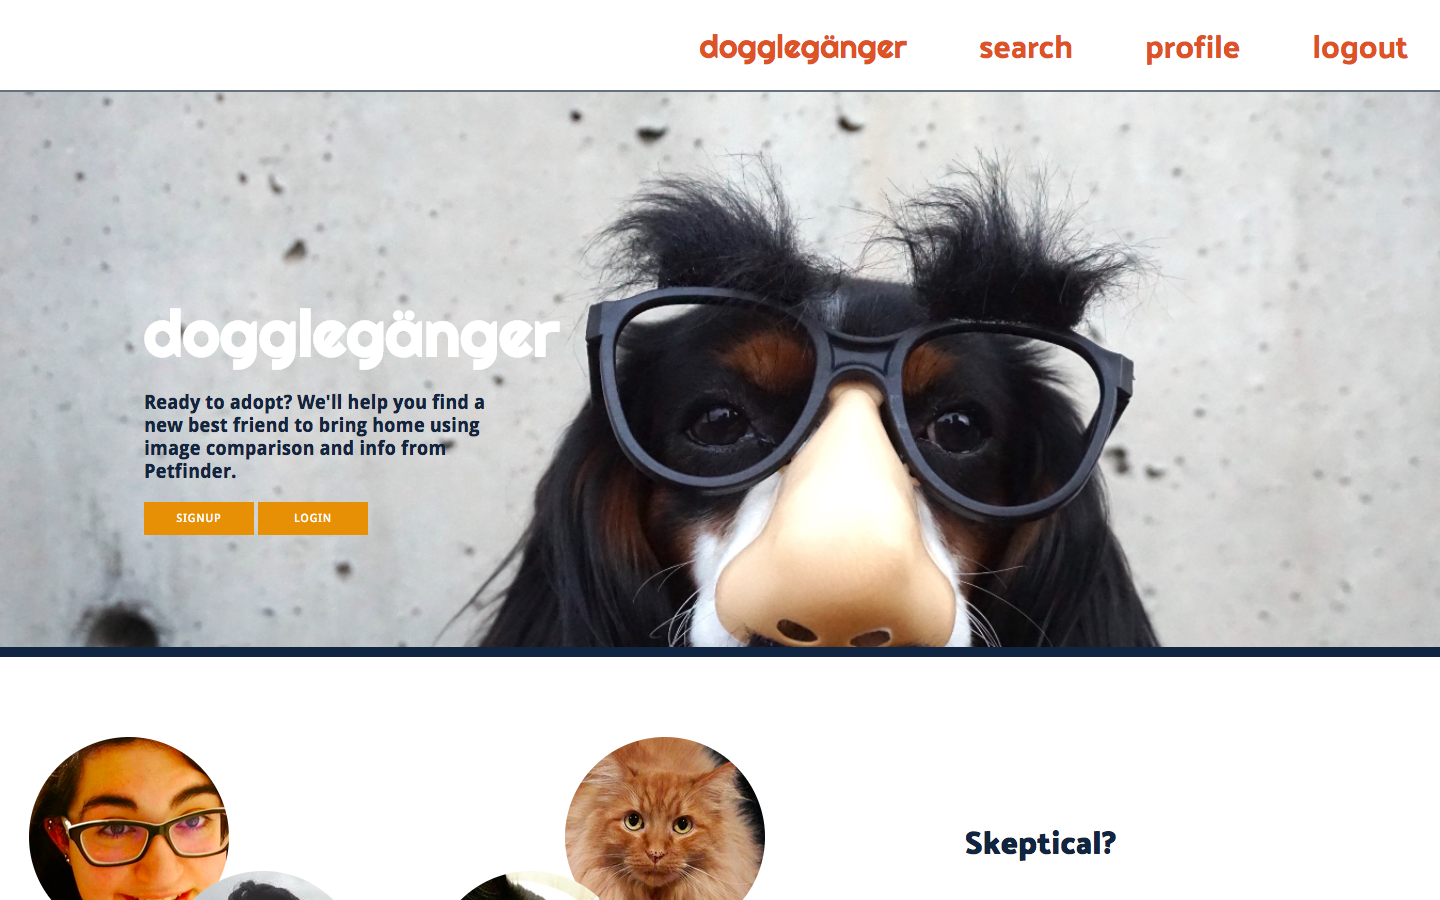 dogglegänger search profile logout
dogglegänger
Ready to adopt? We'll help you find a
new best friend to bring home using
image comparison and info from
Petfinder.
SIGNUP LOGIN
Skeptical?